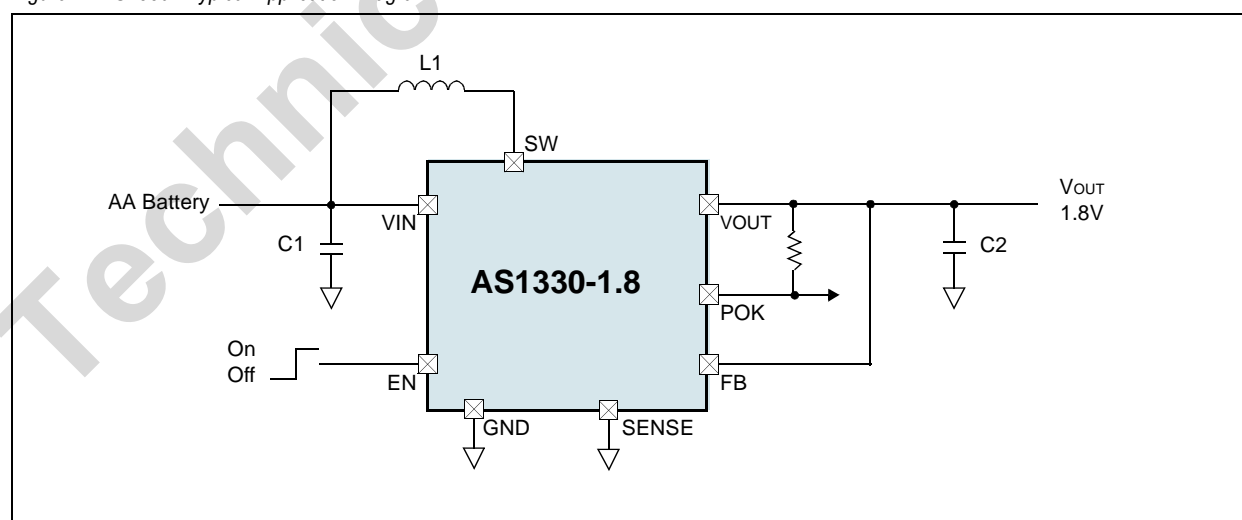 L1
SW
AA Battery
VIN
C1
VOUT
VOUT
1.8V
C2
AS1330-1.8
POK
On
Off
EN
FB
GND
SENSE
Technic